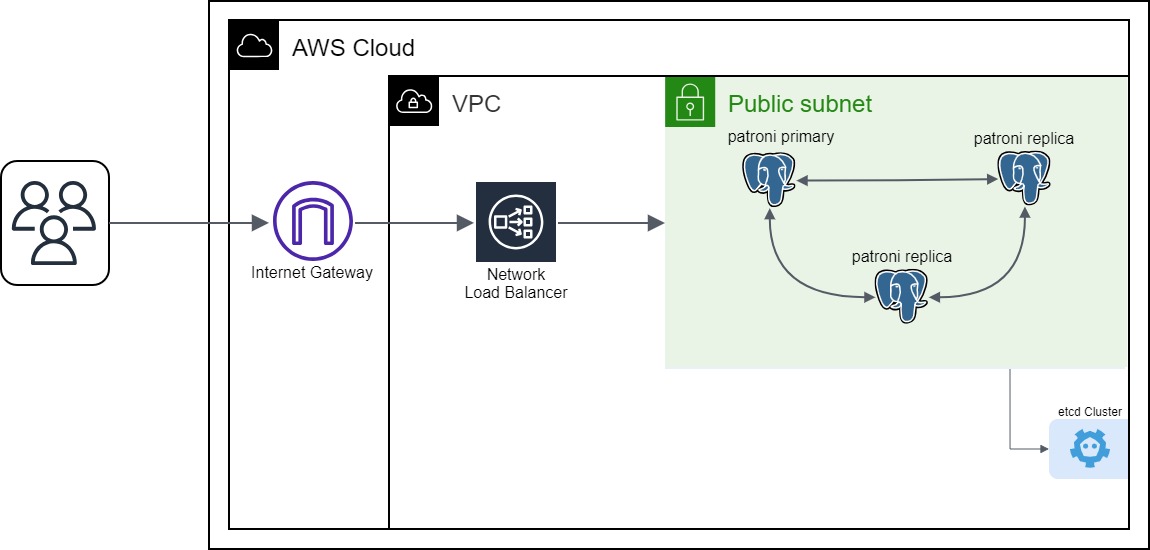 AWS Cloud
VPC
Public subnet
patroni primary
patroni replica
patroni replica
Internet Gateway
Network
Load Balancer
etcd Cluster